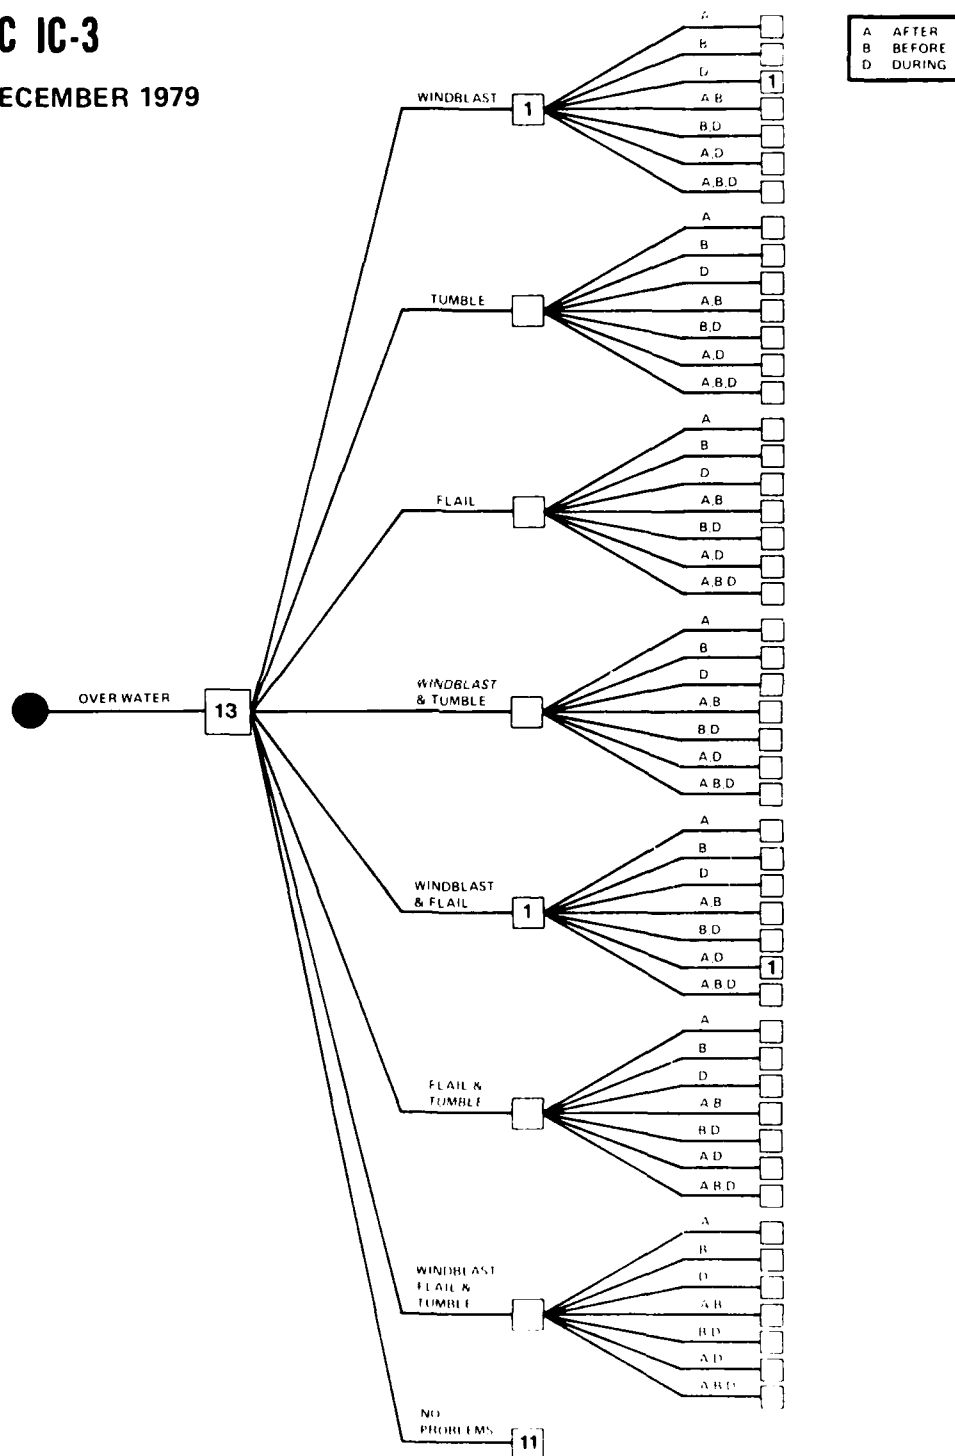 C IC-3
ECEMBER 1979
A AFTER
B BEFORE
D DURING
WINDBLAST
1
A
B
D
1
A,B
B,D
A,D
A,B,D
TUMBLE
A
B
D
A,B
B,D
A,D
A,B,D
FLAIL
A
B
D
A,B
B,D
A,D
A,B,D
OVER WATER
13
WINDBLAST
& TUMBLE
A
B
D
A,B
B,D
A,D
A,B,D
WINDBLAST
& FLAIL
1
A
B
D
A,B
B,D
A,D
1
A,B,D
FLAIL &
TUMBLE
A
B
D
A,B
B,D
A,D
A,B,D
WINDBLAST
FLAIL &
TUMBLE
A
B
D
A,B
B,D
A,D
A,B,D
NO
PROBLEMS
11